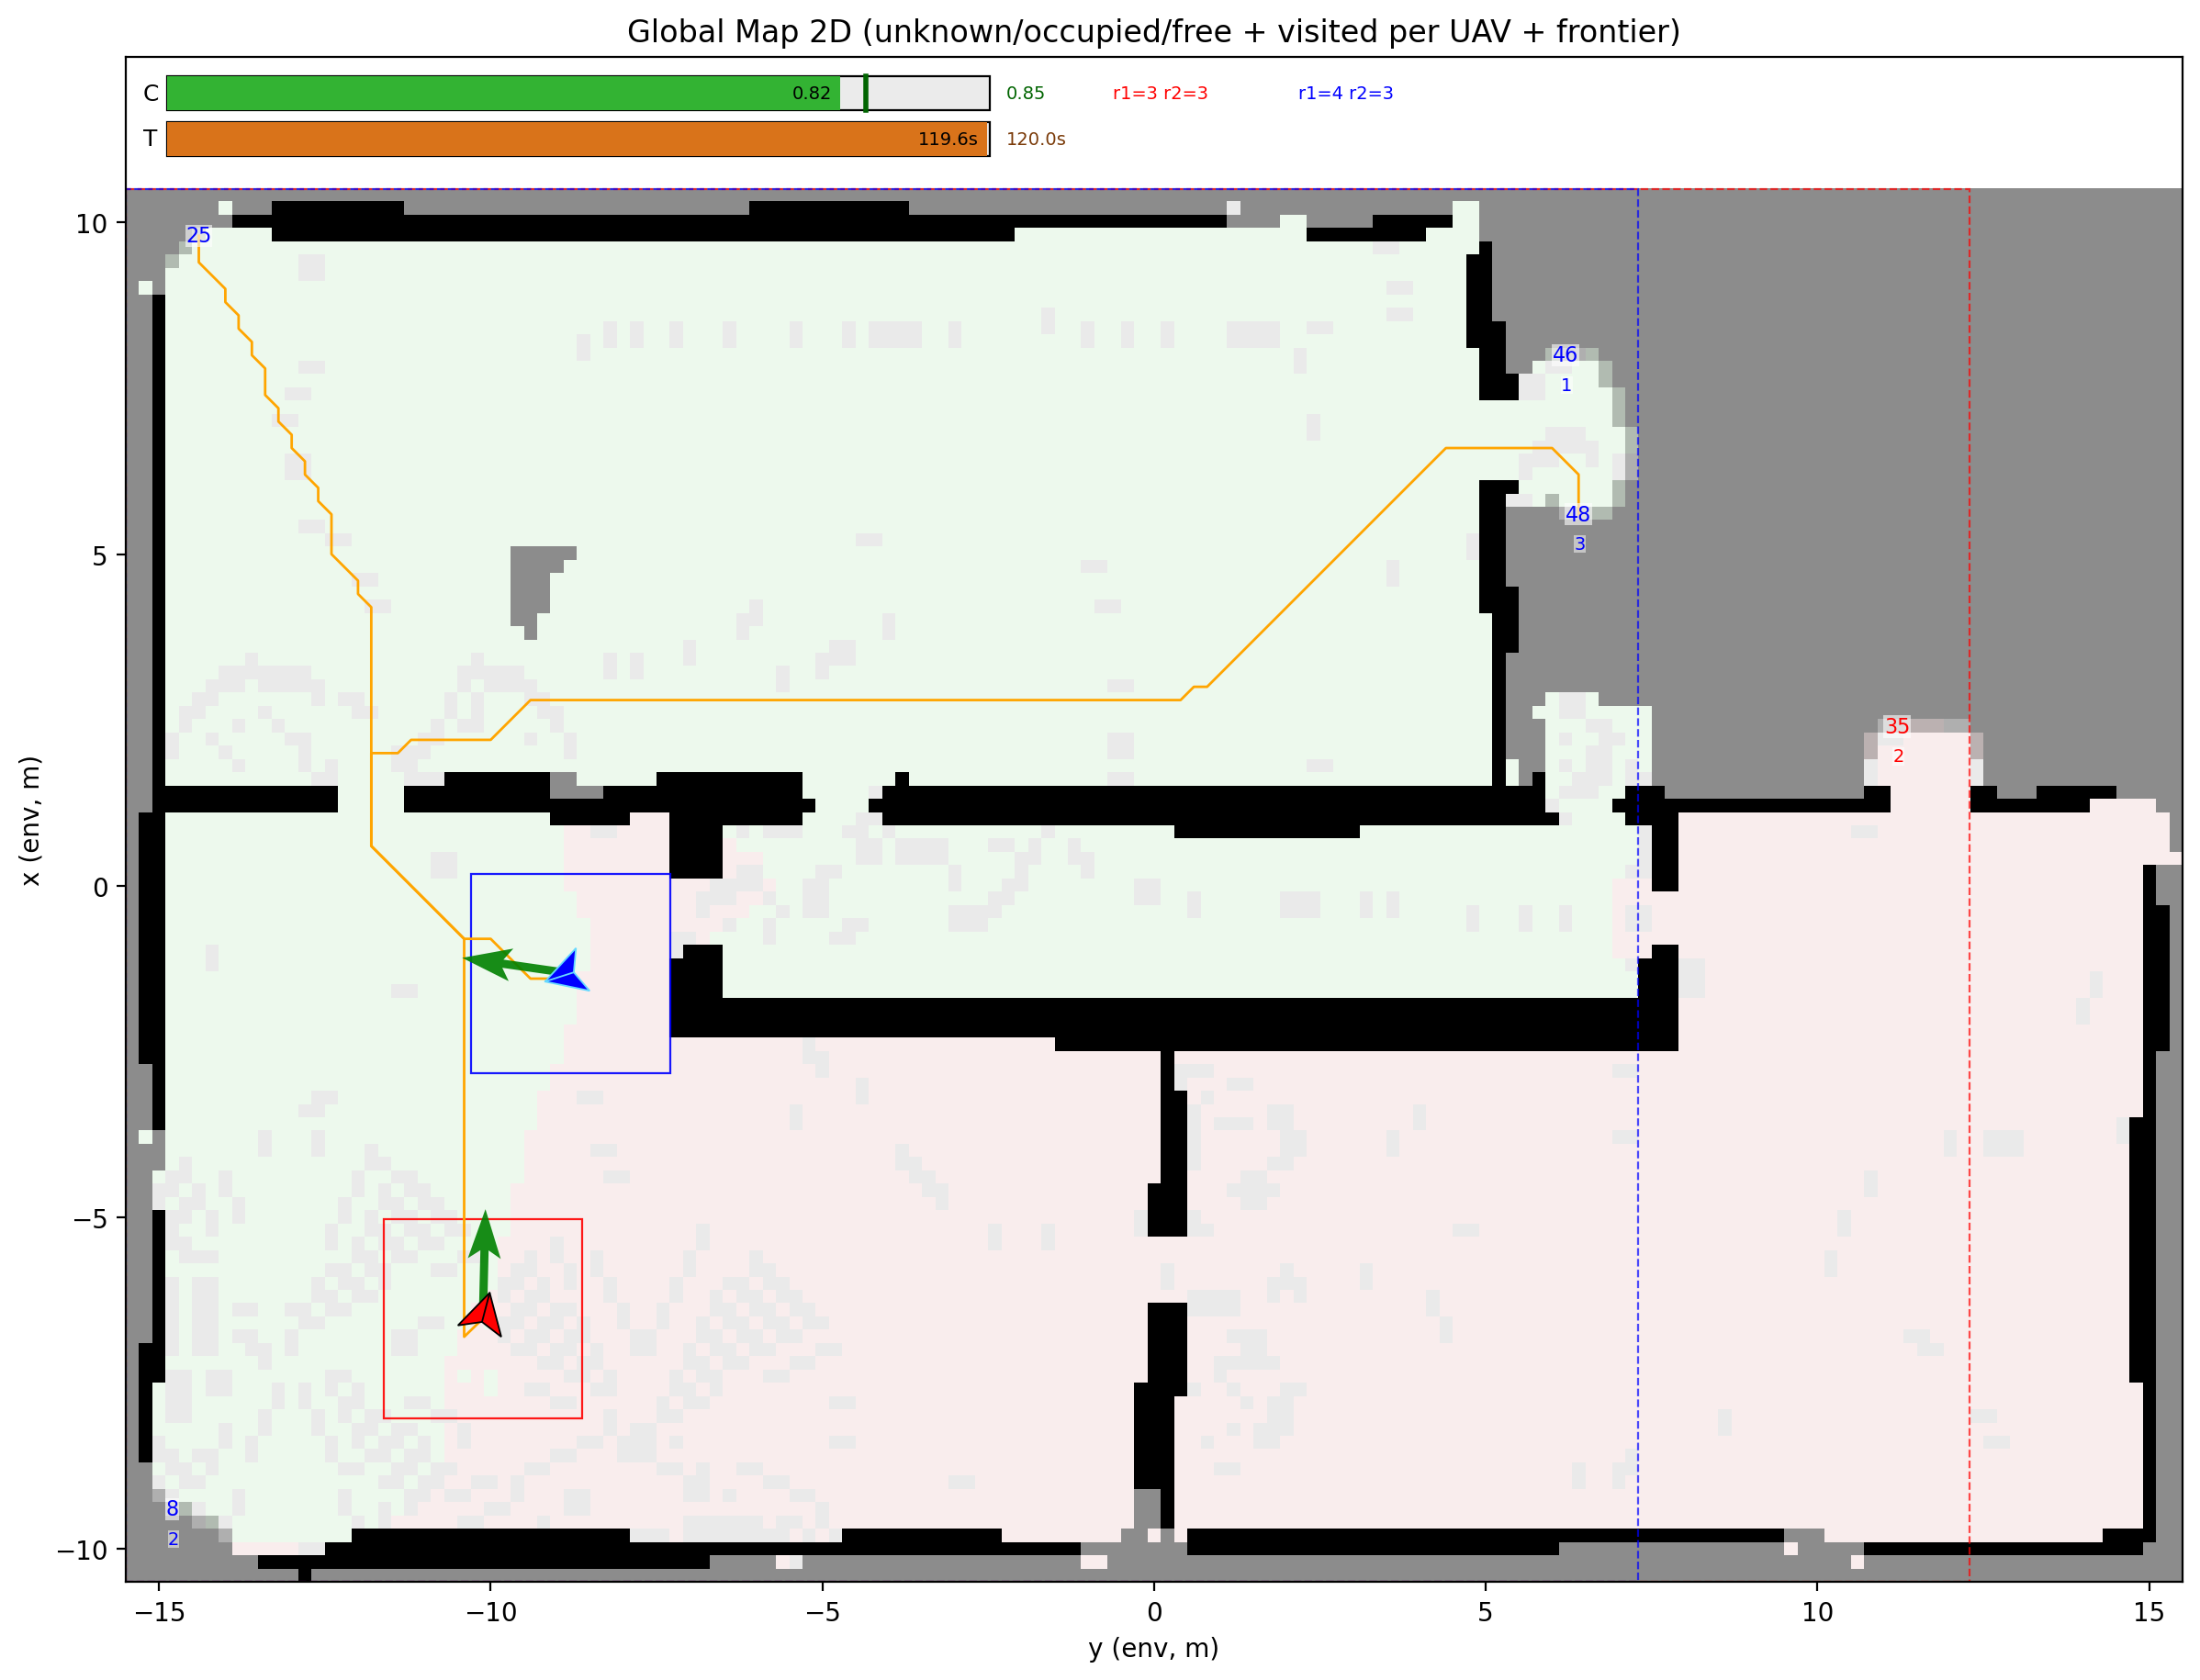 Global Map 2D (unknown/occupied/free + visited per UAV + frontier)
C 0.82 0.85 r1=3 r2=3 r1=4 r2=3
T 119.6s 120.0s
10
25
46
1
5
48
3
35
2
0
−5
8
2
−10
−15 −10 −5 0 5 10 15
x (env, m)
y (env, m)